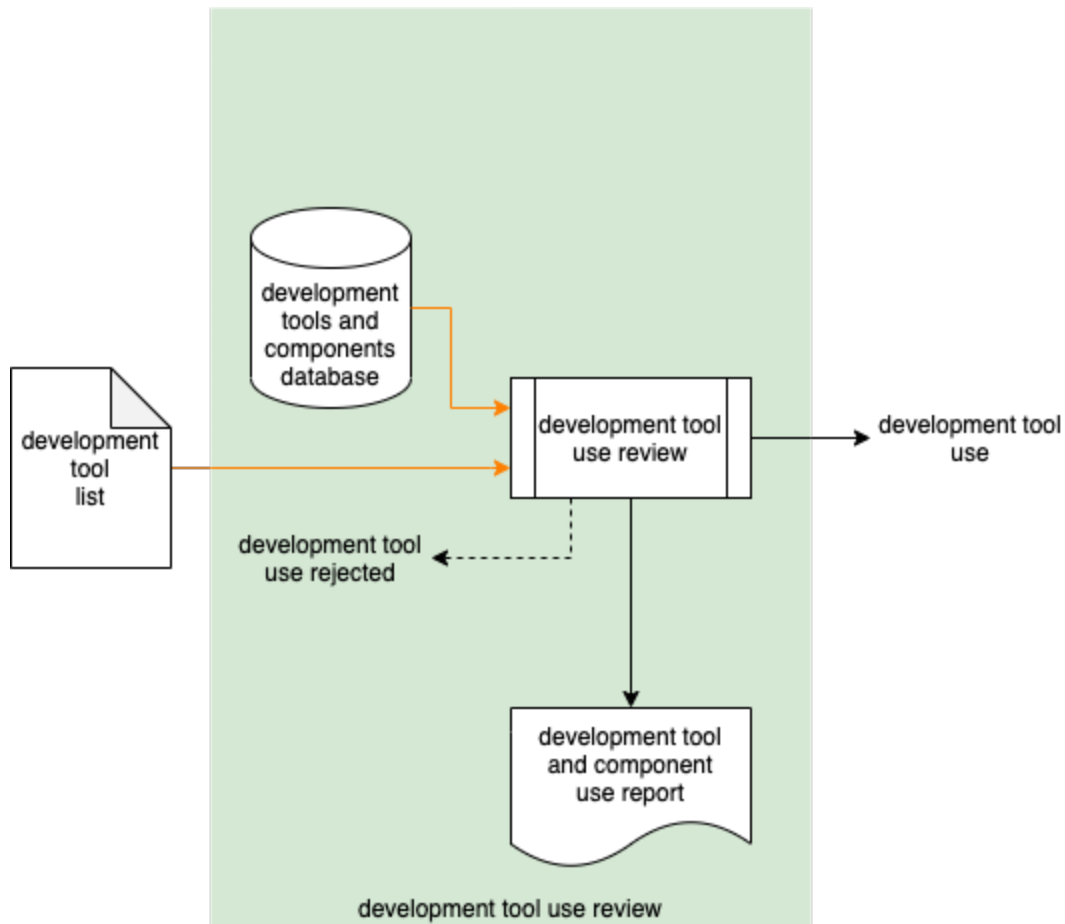 development
tools and
components
database
development
tool
list
development tool
use review
development tool
use
development tool
use rejected
development tool
and component
use report
development tool use review